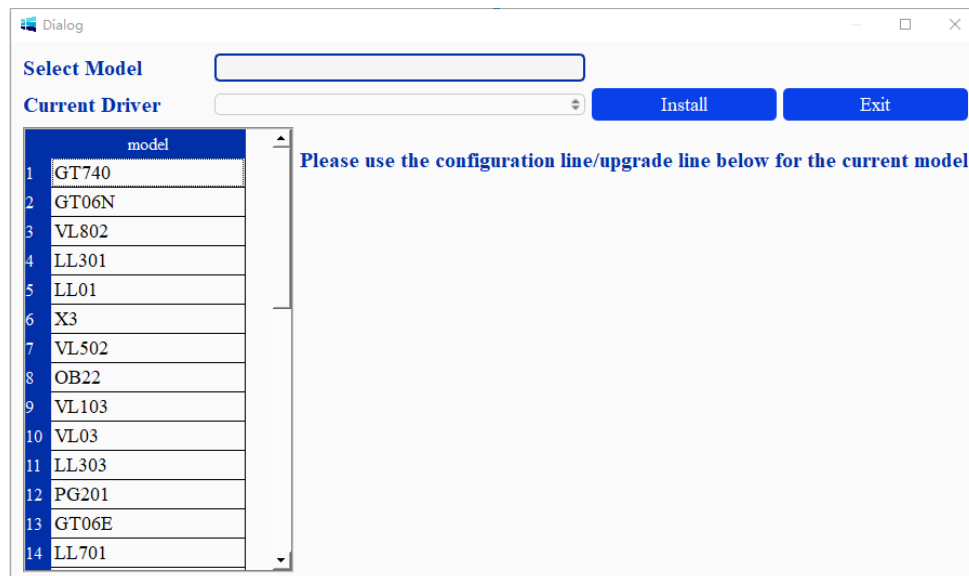 Dialog
Select Model
Current Driver
Install
Exit
model
Please use the configuration line/upgrade line below for the current model
1 GT740
2 GT06N
3 VL802
4 LL301
5 LL01
6 X3
7 VL502
8 OB22
9 VL103
10 VL03
11 LL303
12 PG201
13 GT06E
14 LL701